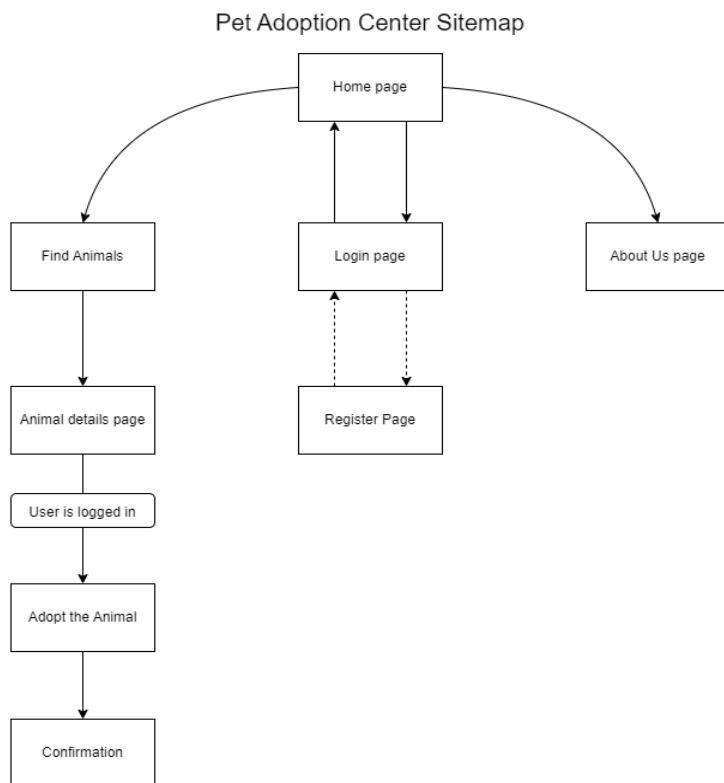 Pet Adoption Center Sitemap
Home page
Find Animals
Login page
About Us page
Animal details page
Register Page
User is logged in
Adopt the Animal
Confirmation